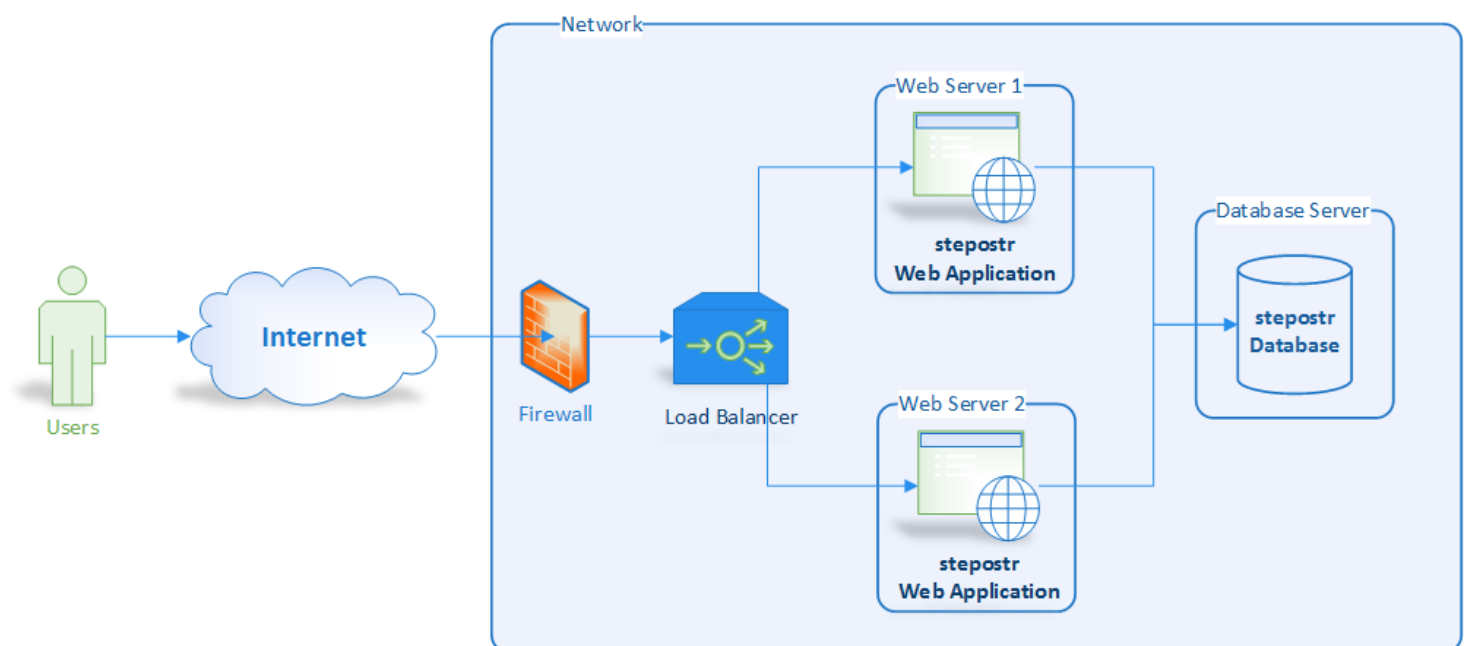 Network
Web Server 1
stepostr
Web Application
Database Server
stepostr
Database
Internet
Users
Firewall
Load Balancer
Web Server 2
stepostr
Web Application